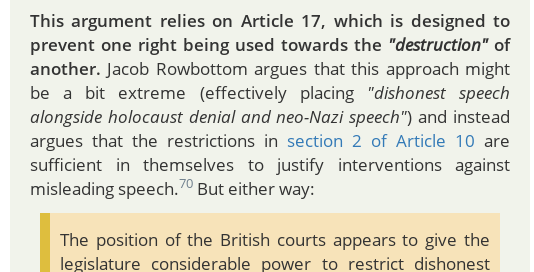 This argument relies on Article 17, which is designed to
prevent one right being used towards the "destruction" of
another. Jacob Rowbottom argues that this approach might
be a bit extreme (effectively placing "dishonest speech
alongside holocaust denial and neo-Nazi speech") and instead
argues that the restrictions in section 2 of Article 10 are
sufficient in themselves to justify interventions against
misleading speech.70 But either way:
The position of the British courts appears to give the
legislature considerable power to restrict dishonest